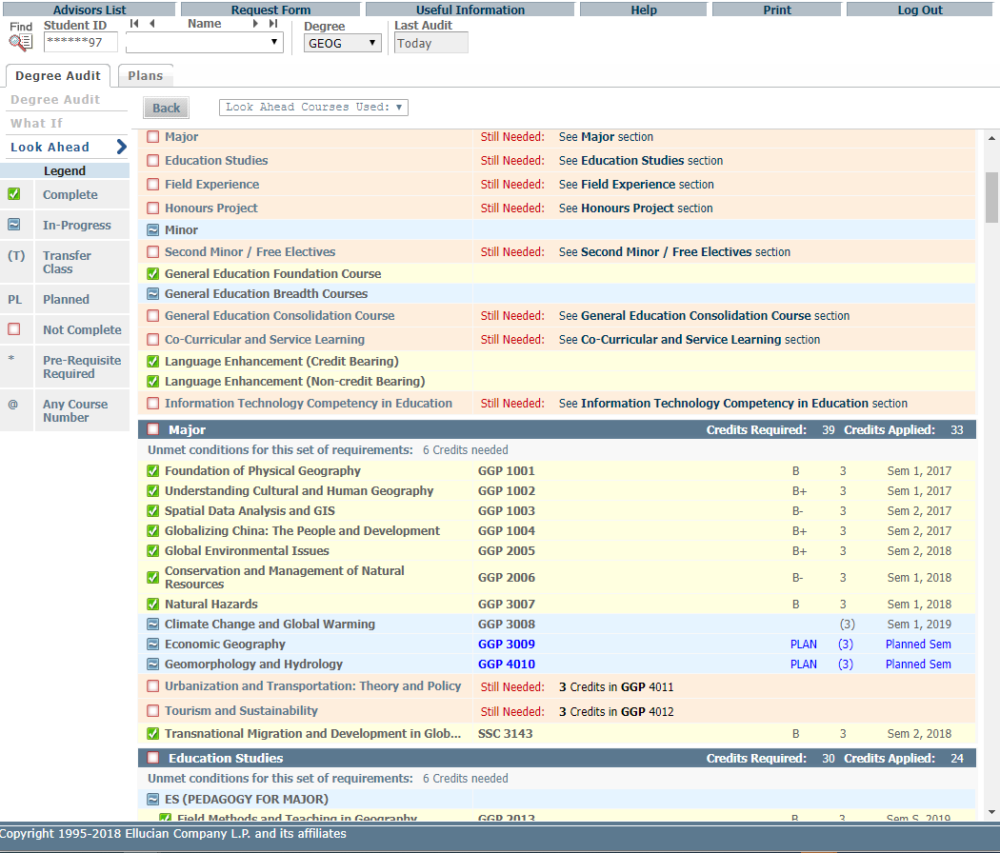 Advisors List Request Form Useful Information Help Print Log Out
Find Student ID Name Degree Last Audit
******97 GEOG Today
Degree Audit Plans
Degree Audit
What If
Look Ahead
Back Look Ahead Courses Used:
Legend
Complete
In-Progress
(T) Transfer Class
PL Planned
Not Complete
* Pre-Requisite Required
@ Any Course Number
Major Still Needed: See Major section
Education Studies Still Needed: See Education Studies section
Field Experience Still Needed: See Field Experience section
Honours Project Still Needed: See Honours Project section
Minor
Second Minor / Free Electives Still Needed: See Second Minor / Free Electives section
General Education Foundation Course
General Education Breadth Courses
General Education Consolidation Course Still Needed: See General Education Consolidation Course section
Co-Curricular and Service Learning Still Needed: See Co-Curricular and Service Learning section
Language Enhancement (Credit Bearing)
Language Enhancement (Non-credit Bearing)
Information Technology Competency in Education Still Needed: See Information Technology Competency in Education section
Major Credits Required: 39 Credits Applied: 33
Unmet conditions for this set of requirements: 6 Credits needed
Foundation of Physical Geography GGP 1001 B 3 Sem 1, 2017
Understanding Cultural and Human Geography GGP 1002 B+ 3 Sem 1, 2017
Spatial Data Analysis and GIS GGP 1003 B- 3 Sem 2, 2017
Globalizing China: The People and Development GGP 1004 B+ 3 Sem 2, 2017
Global Environmental Issues GGP 2005 B+ 3 Sem 2, 2018
Conservation and Management of Natural Resources GGP 2006 B- 3 Sem 1, 2018
Natural Hazards GGP 3007 B 3 Sem 1, 2018
Climate Change and Global Warming GGP 3008 (3) Sem 1, 2019
Economic Geography GGP 3009 PLAN (3) Planned Sem
Geomorphology and Hydrology GGP 4010 PLAN (3) Planned Sem
Urbanization and Transportation: Theory and Policy Still Needed: 3 Credits in GGP 4011
Tourism and Sustainability Still Needed: 3 Credits in GGP 4012
Transnational Migration and Development in Glob... SSC 3143 B 3 Sem 2, 2018
Education Studies Credits Required: 30 Credits Applied: 24
Unmet conditions for this set of requirements: 6 Credits needed
ES (PEDAGOGY FOR MAJOR)
Field Methods and Teaching in Geography GGP 2013 B 3 Sem S, 2019
Copyright 1995-2018 Ellucian Company L.P. and its affiliates